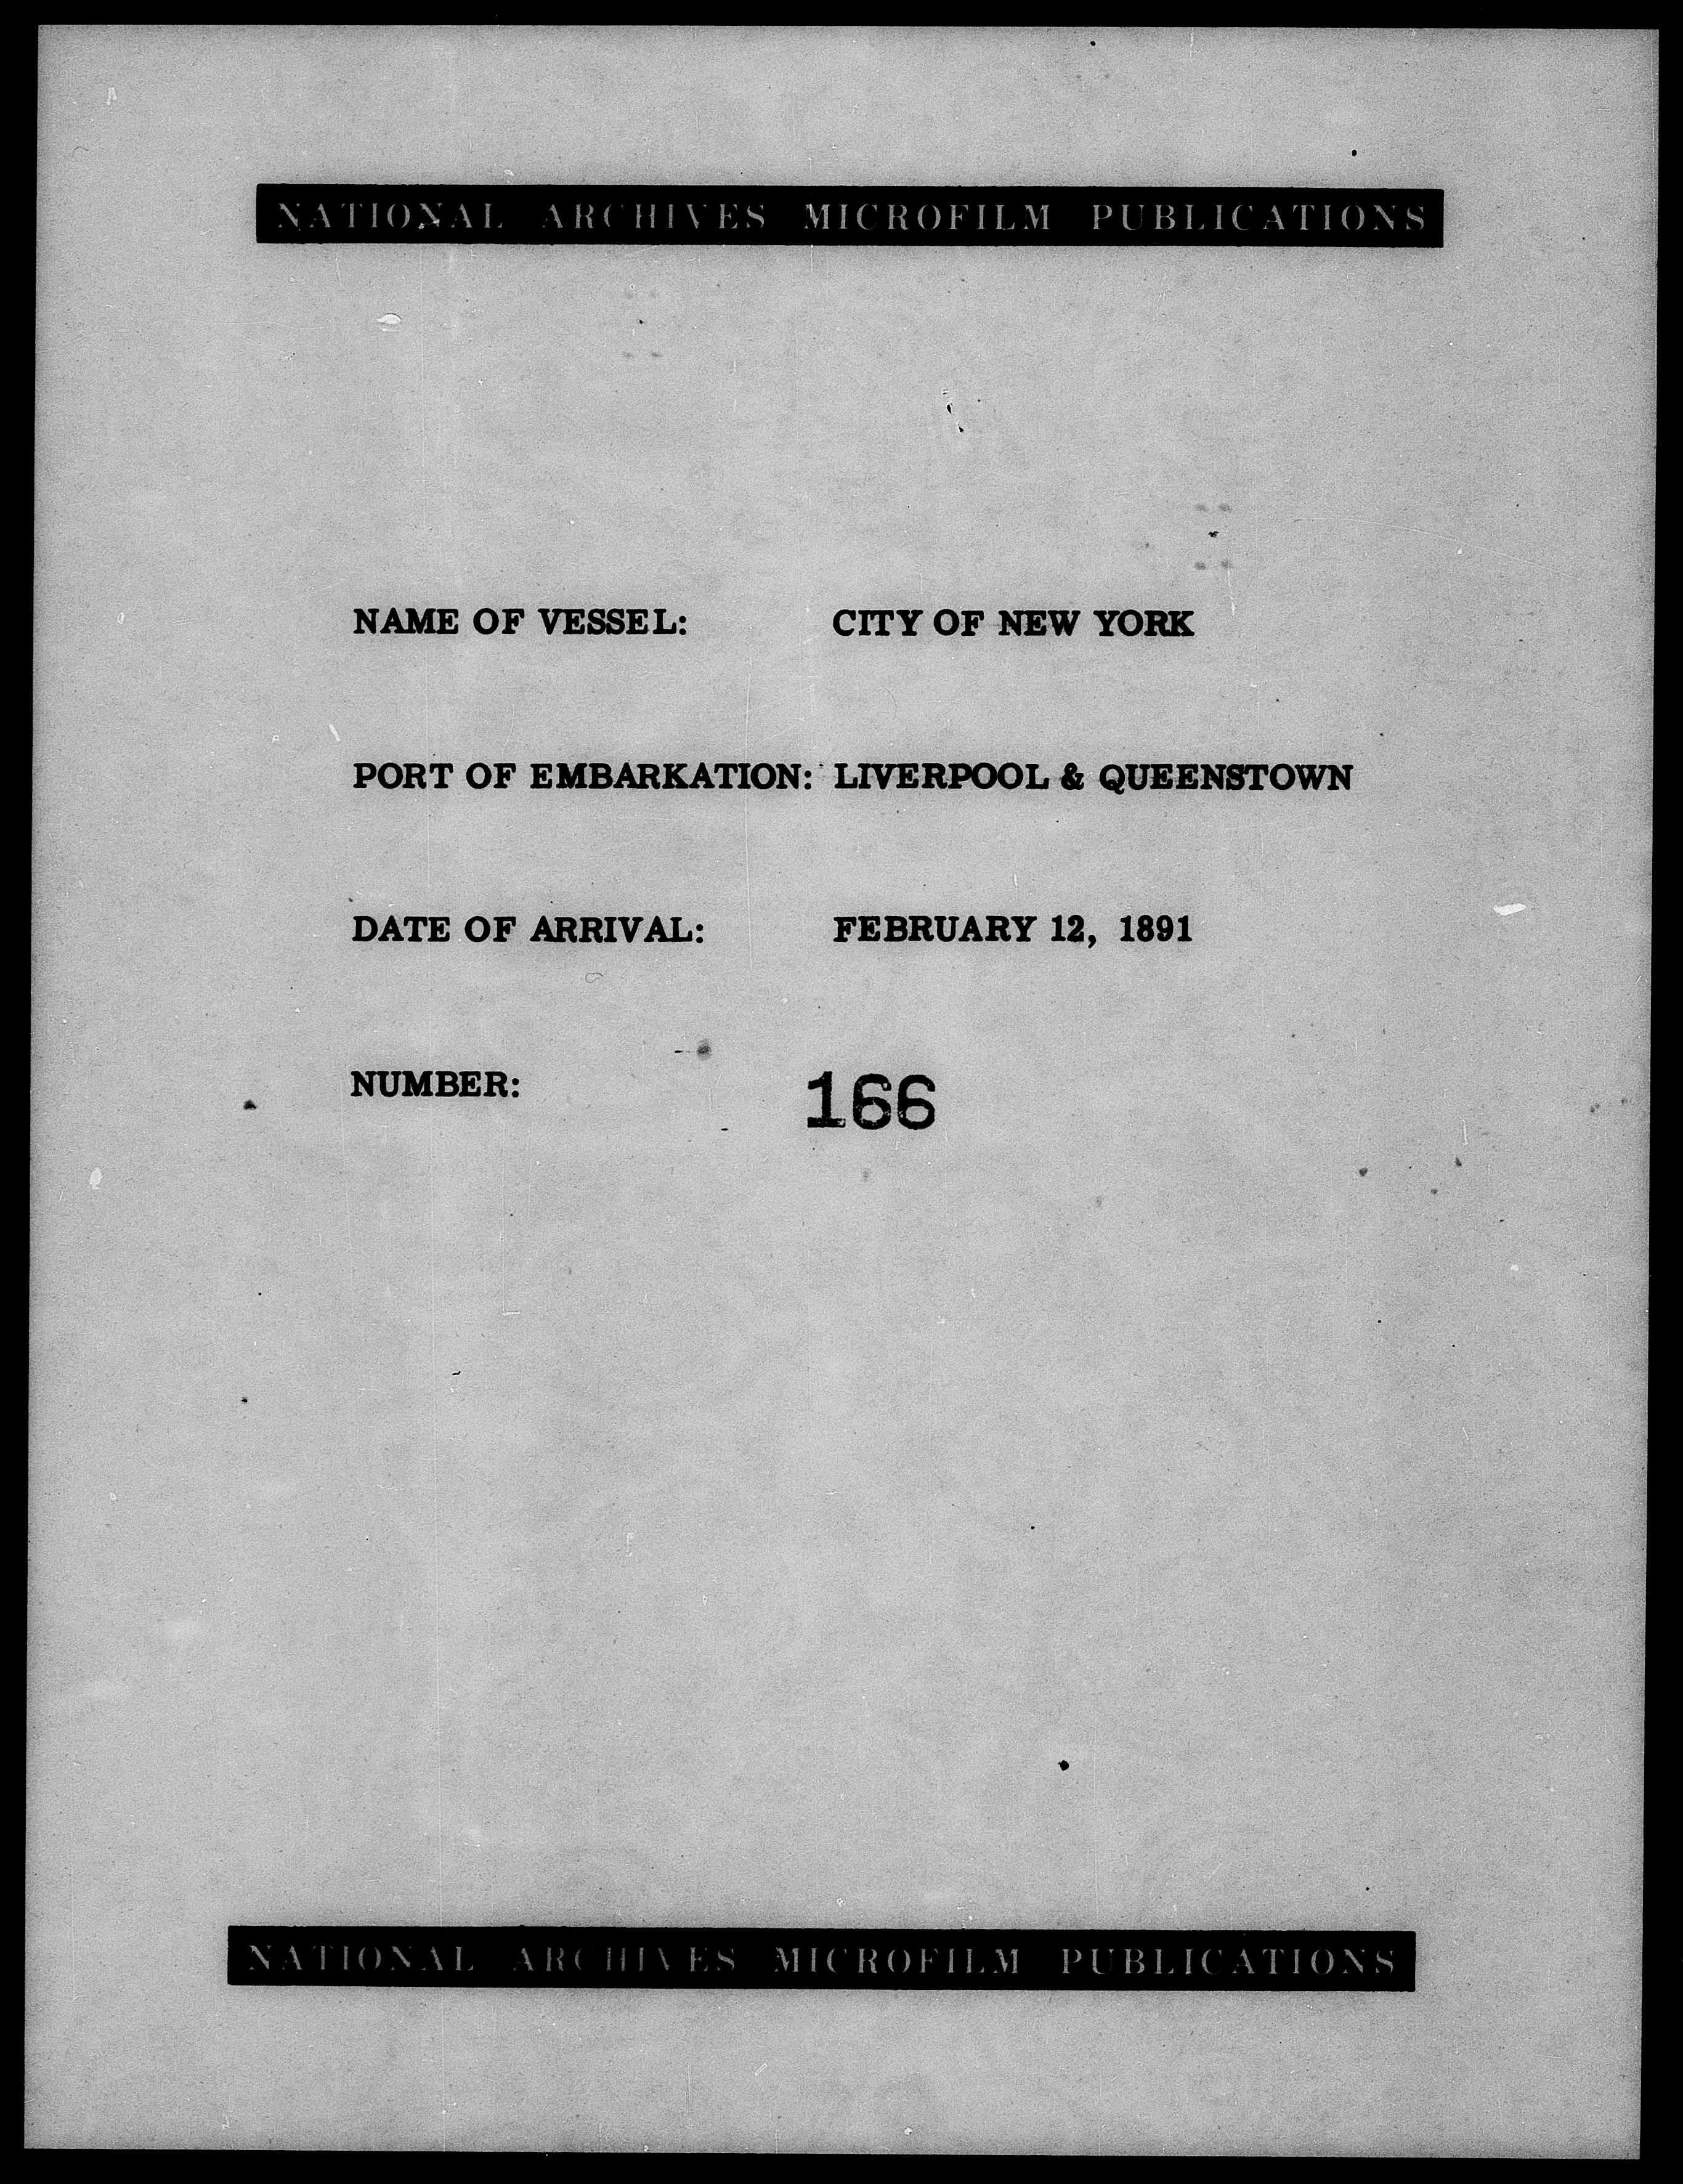 NATIONAL ARCHIVES MICROFILM PUBLICATIONS
NAME OF VESSEL: CITY OF NEW YORK
PORT OF EMBARKATION: LIVERPOOL & QUEENSTOWN
DATE OF ARRIVAL: FEBRUARY 12, 1891
NUMBER: 166
NATIONAL ARCHIVES MICROFILM PUBLICATIONS